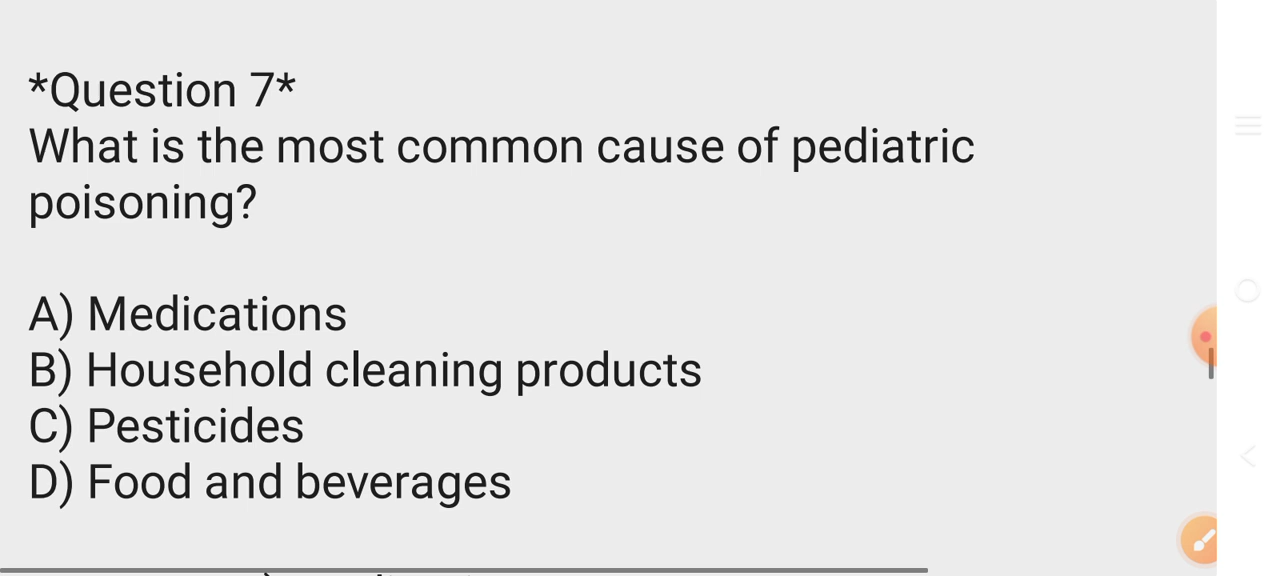 *Question 7*
What is the most common cause of pediatric
poisoning?
A) Medications
B) Household cleaning products
C) Pesticides
D) Food and beverages